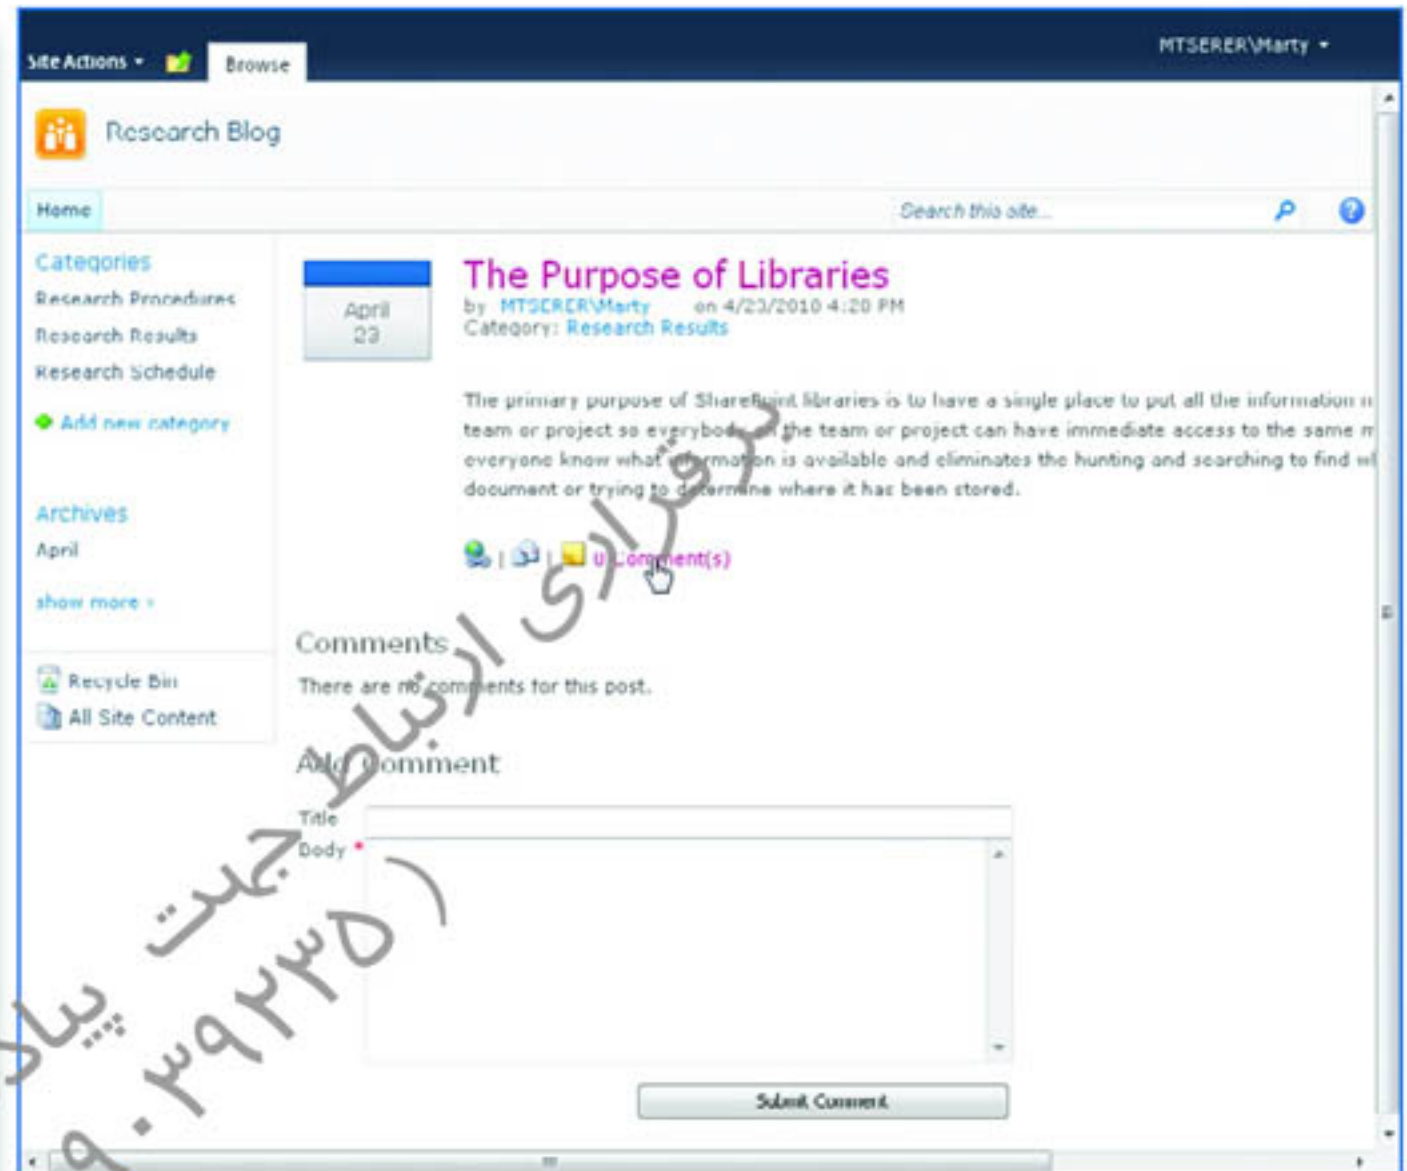 Site Actions
Browse
MTSERER\Marty
Research Blog
Home
Search this site...
Categories
Research Procedures
Research Results
Research Schedule
Add new category
Archives
April
show more »
Recycle Bin
All Site Content
April
23
The Purpose of Libraries
by MTSERER\Marty on 4/23/2010 4:20 PM
Category: Research Results
The primary purpose of SharePoint libraries is to have a single place to put all the information
team or project so everybody on the team or project can have immediate access to the same
everyone know what information is available and eliminates the hunting and searching to find
document or trying to determine where it has been stored.
0 Comment(s)
Comments
There are no comments for this post.
Add Comment
Title
Body *
Submit Comment
برقراری ارتباط جهت
۹۰۳۹۲۳۵)